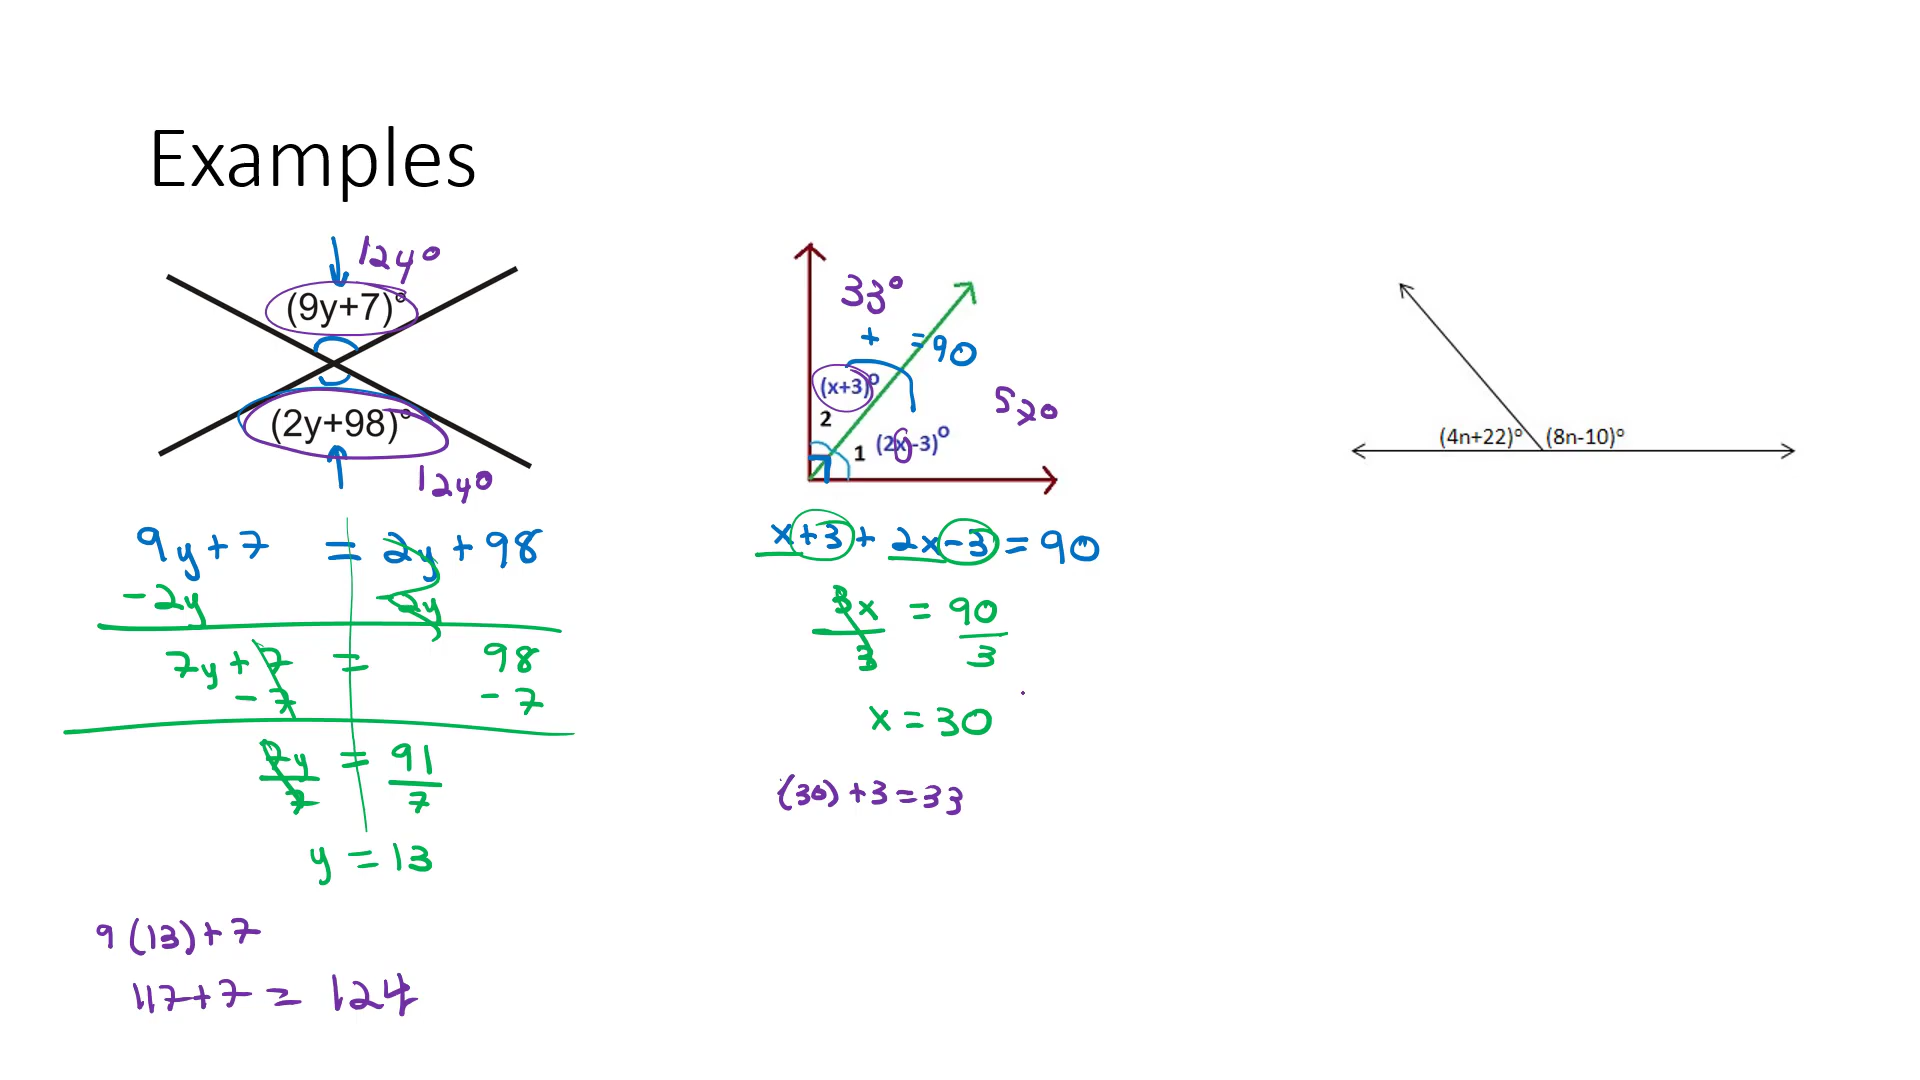 Examples
124°
(9y+7)°
(2y+98)°
124°
9y+7 = 2y+98
-2y -2y
7y+7 = 98
-7 -7
7y = 91
7 7
y = 13
9(13)+7
117+7 = 124
33°
+ =90
(x+3)°
57°
2
1 (2x-3)°
x+3+2x-3=90
3x = 90
3 3
x = 30
(30)+3=33
(4n+22)° (8n-10)°